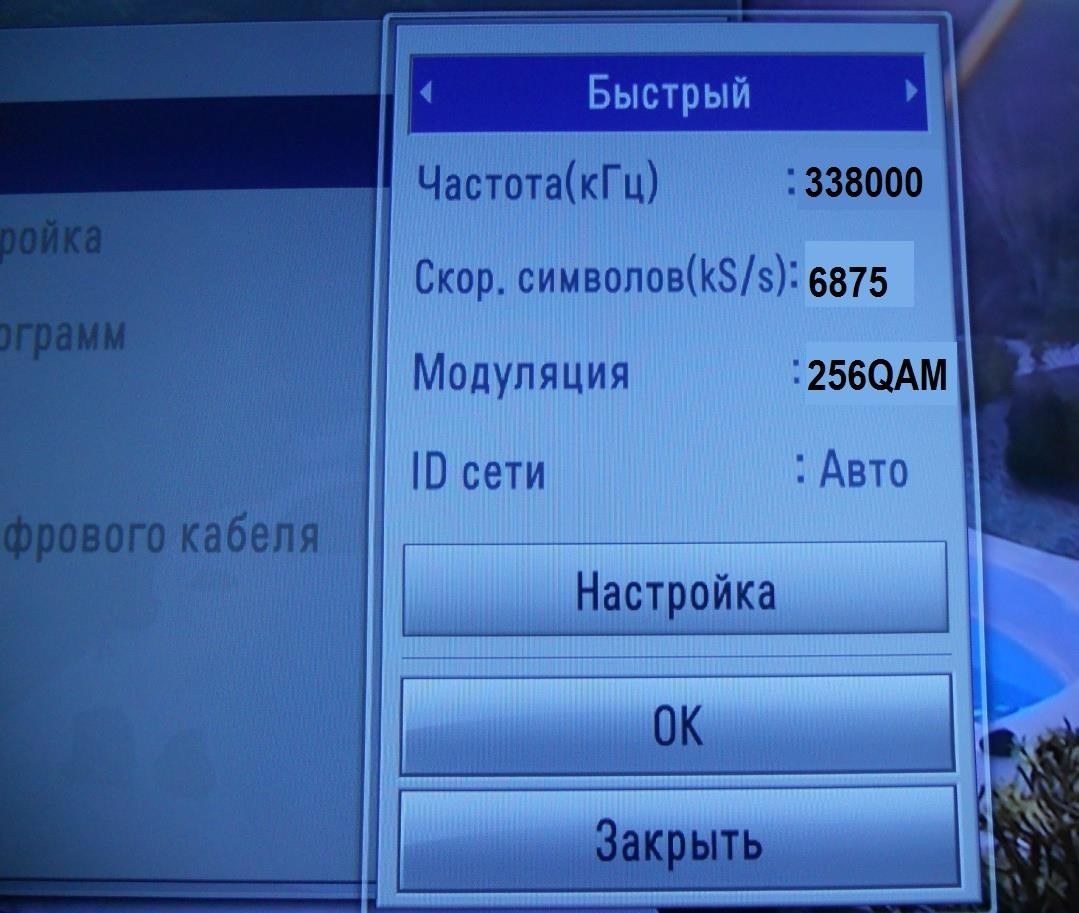 Быстрый
Частота(кГц) : 338000
Скор. символов(kS/s): 6875
Модуляция : 256QAM
ID сети : Авто
Настройка
ОК
Закрыть
ройка
ограмм
фрового кабеля